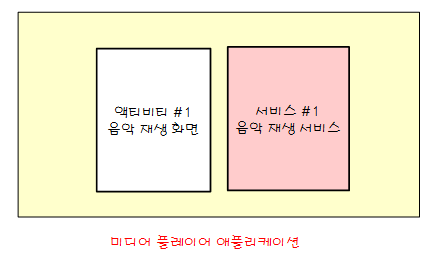 액티비티 #1
음악 재생 화면
서비스 #1
음악 재생 서비스
미디어 플레이어 애플리케이션